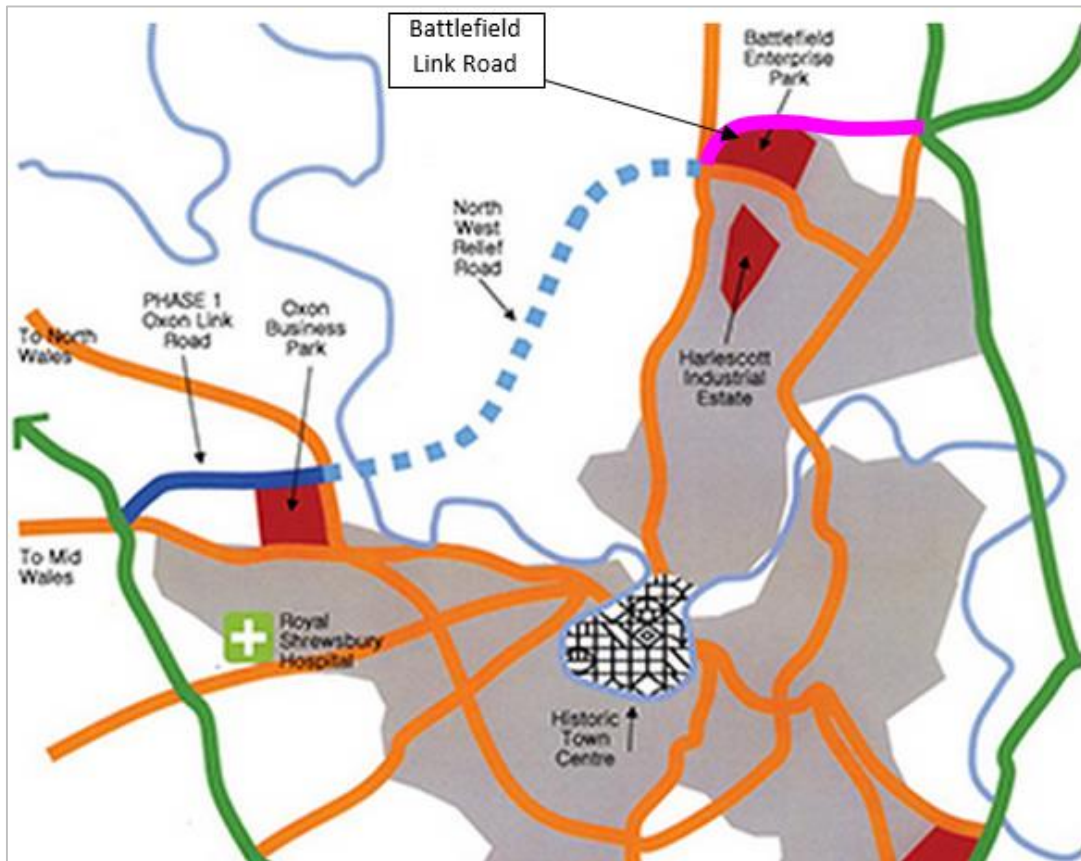 Battlefield
Link Road
Battlefield
Enterprise
Park
North
West
Relief
Road
PHASE 1
Oxon Link
Road
Oxon
Business
Park
To North
Wales
Harlescott
Industrial
Estate
To Mid
Wales
Royal
Shrewsbury
Hospital
Historic
Town
Centre